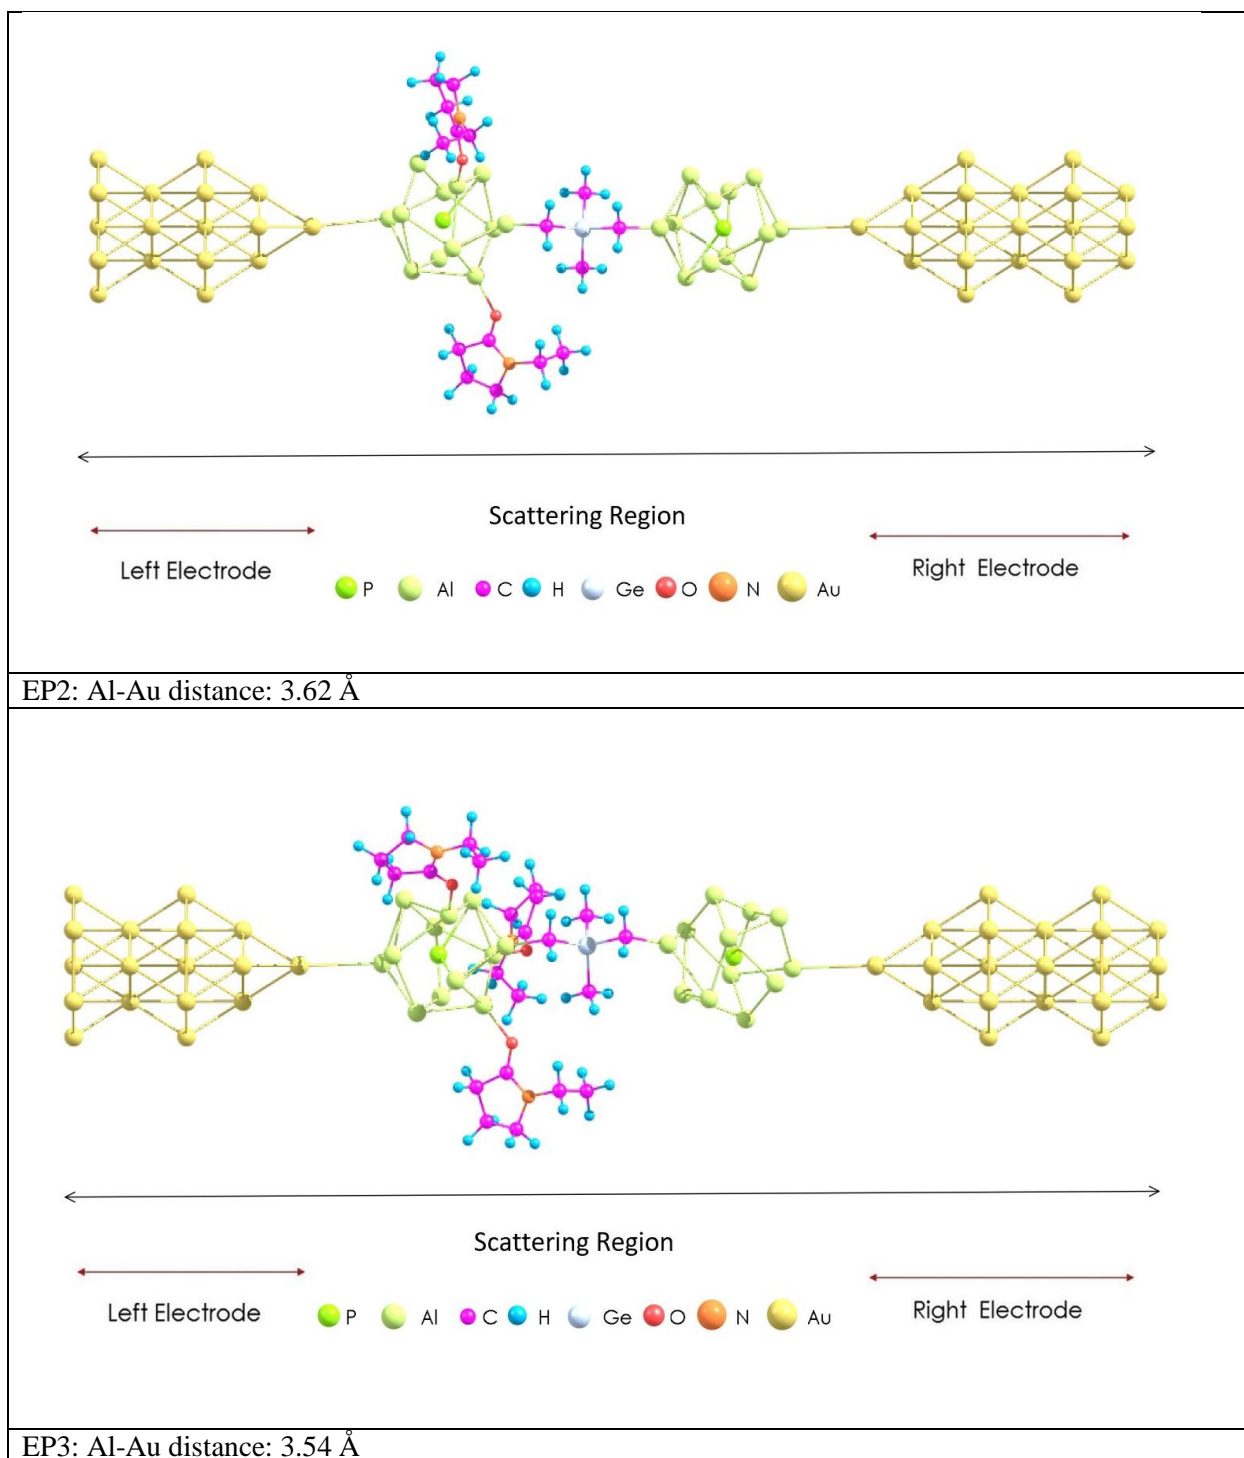 Scattering Region
Left Electrode
Right Electrode
P Al C H Ge O N Au
EP2: Al-Au distance: 3.62 Å
Scattering Region
Left Electrode
Right Electrode
P Al C H Ge O N Au
EP3: Al-Au distance: 3.54 Å